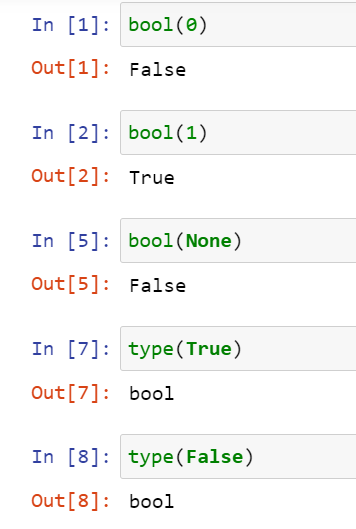 In [1]: bool(0)
Out[1]: False
In [2]: bool(1)
Out[2]: True
In [5]: bool(None)
Out[5]: False
In [7]: type(True)
Out[7]: bool
In [8]: type(False)
Out[8]: bool